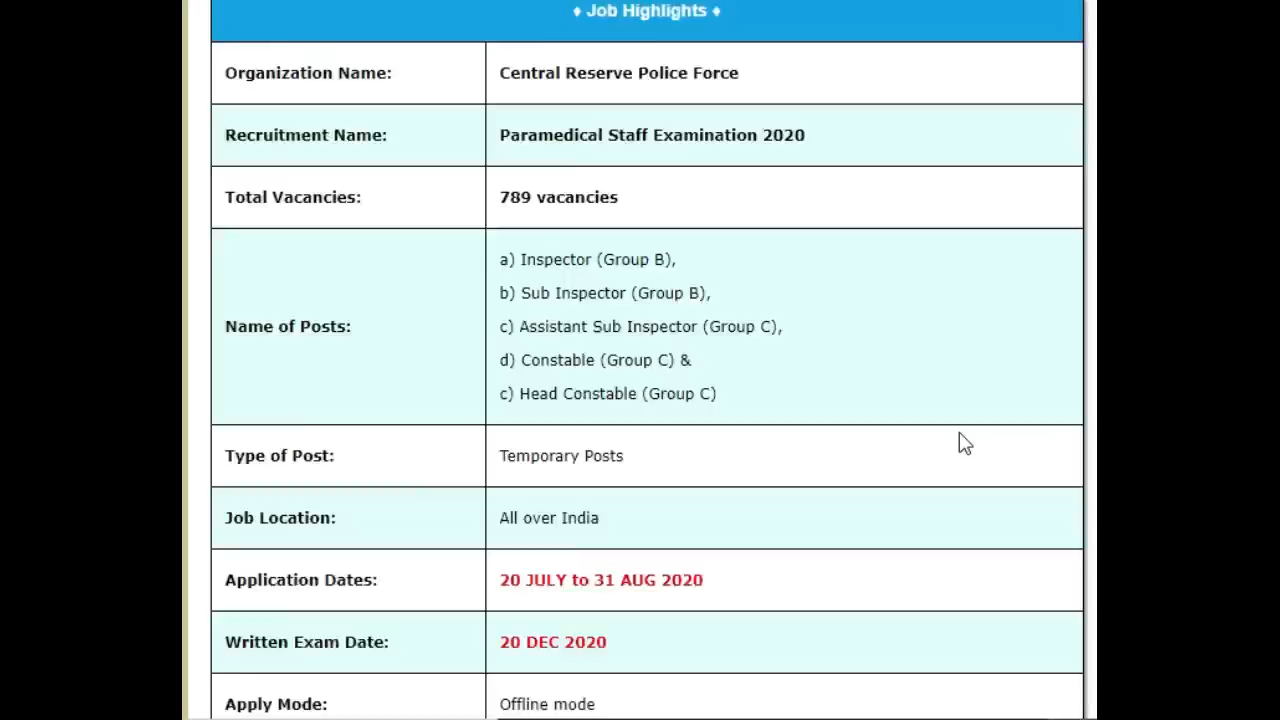 ♦ Job Highlights ♦
Organization Name: Central Reserve Police Force
Recruitment Name: Paramedical Staff Examination 2020
Total Vacancies: 789 vacancies
Name of Posts:
a) Inspector (Group B),
b) Sub Inspector (Group B),
c) Assistant Sub Inspector (Group C),
d) Constable (Group C) &
c) Head Constable (Group C)
Type of Post: Temporary Posts
Job Location: All over India
Application Dates: 20 JULY to 31 AUG 2020
Written Exam Date: 20 DEC 2020
Apply Mode: Offline mode